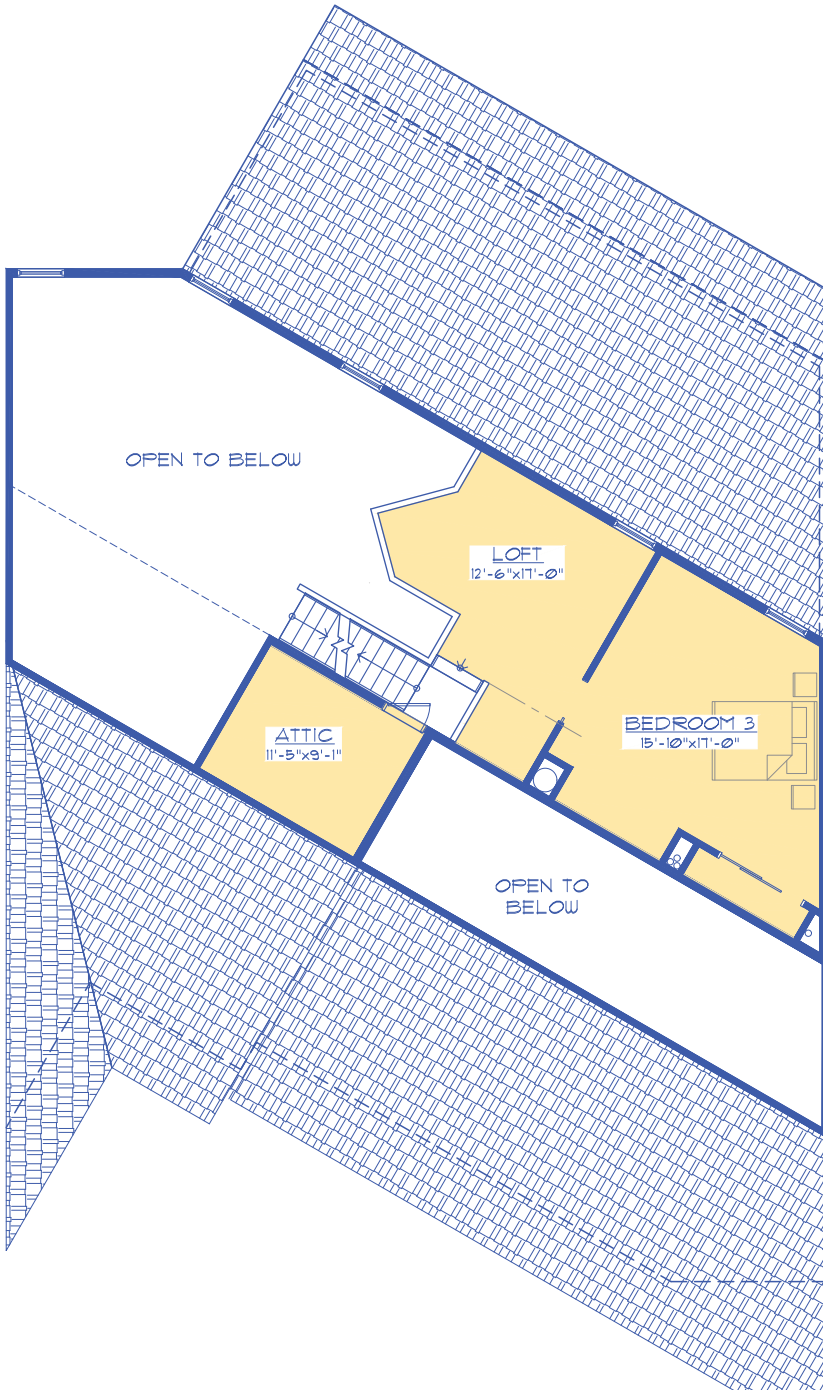 OPEN TO BELOW
LOFT
12'-6"x17'-0"
BEDROOM 3
15'-10"x17'-0"
ATTIC
11'-5"x9'-1"
OPEN TO
BELOW